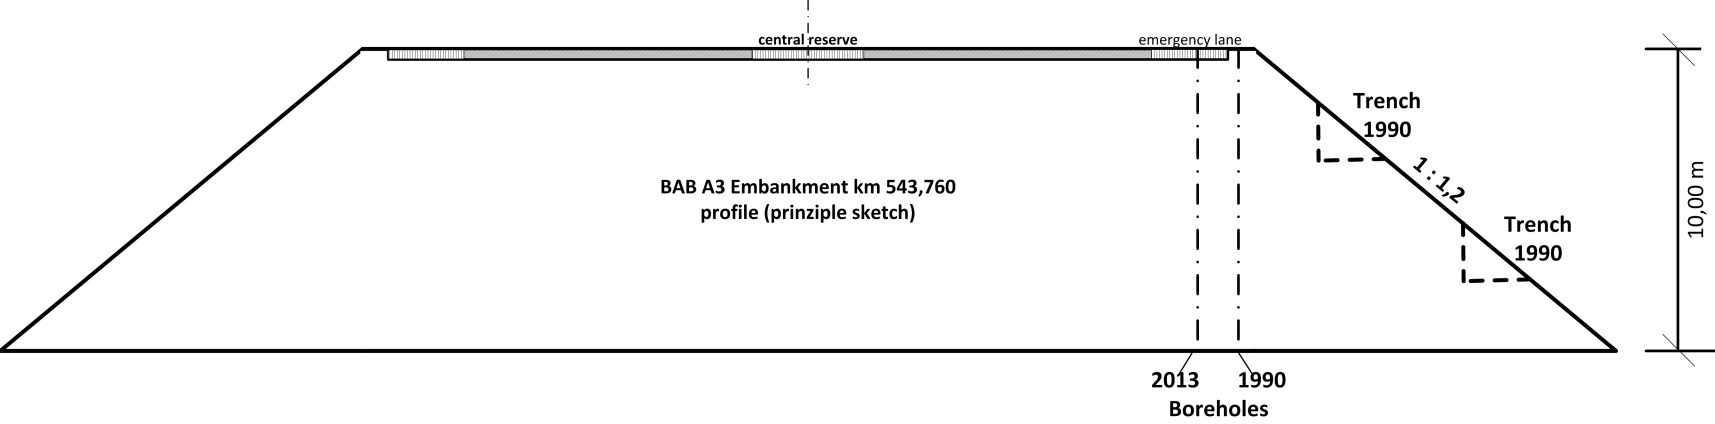 central reserve
emergency lane
Trench
1990
1 : 1,2
BAB A3 Embankment km 543,760
profile (prinziple sketch)
Trench
1990
10,00 m
2013
1990
Boreholes